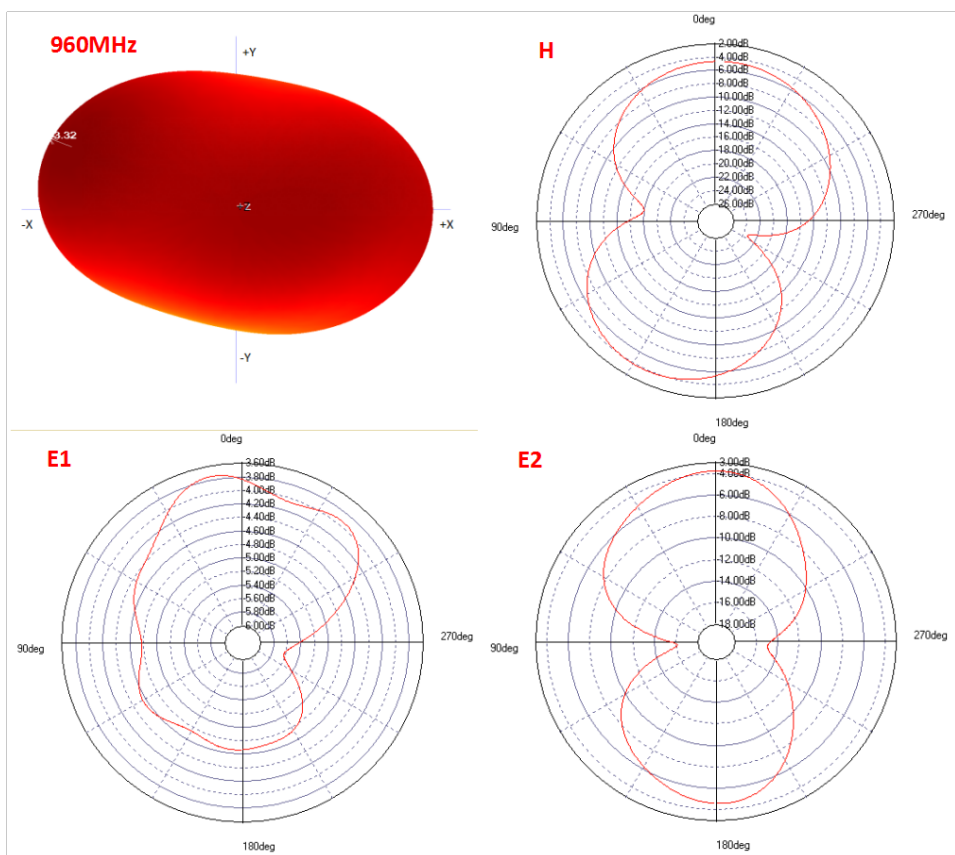 960MHz
+Y
3.32
+Z
-X
+X
-Y
H
0deg
2.00dB
4.00dB
6.00dB
10.00dB
14.00dB
16.00dB
18.00dB
20.00dB
22.00dB
24.00dB
26.00dB
90deg
270deg
180deg
E1
0deg
3.60dB
3.80dB
4.00dB
4.20dB
4.40dB
4.60dB
4.80dB
5.00dB
5.20dB
5.40dB
5.60dB
5.80dB
6.00dB
90deg
270deg
180deg
E2
0deg
3.00dB
4.00dB
6.00dB
8.00dB
10.00dB
12.00dB
14.00dB
16.00dB
18.00dB
90deg
270deg
180deg